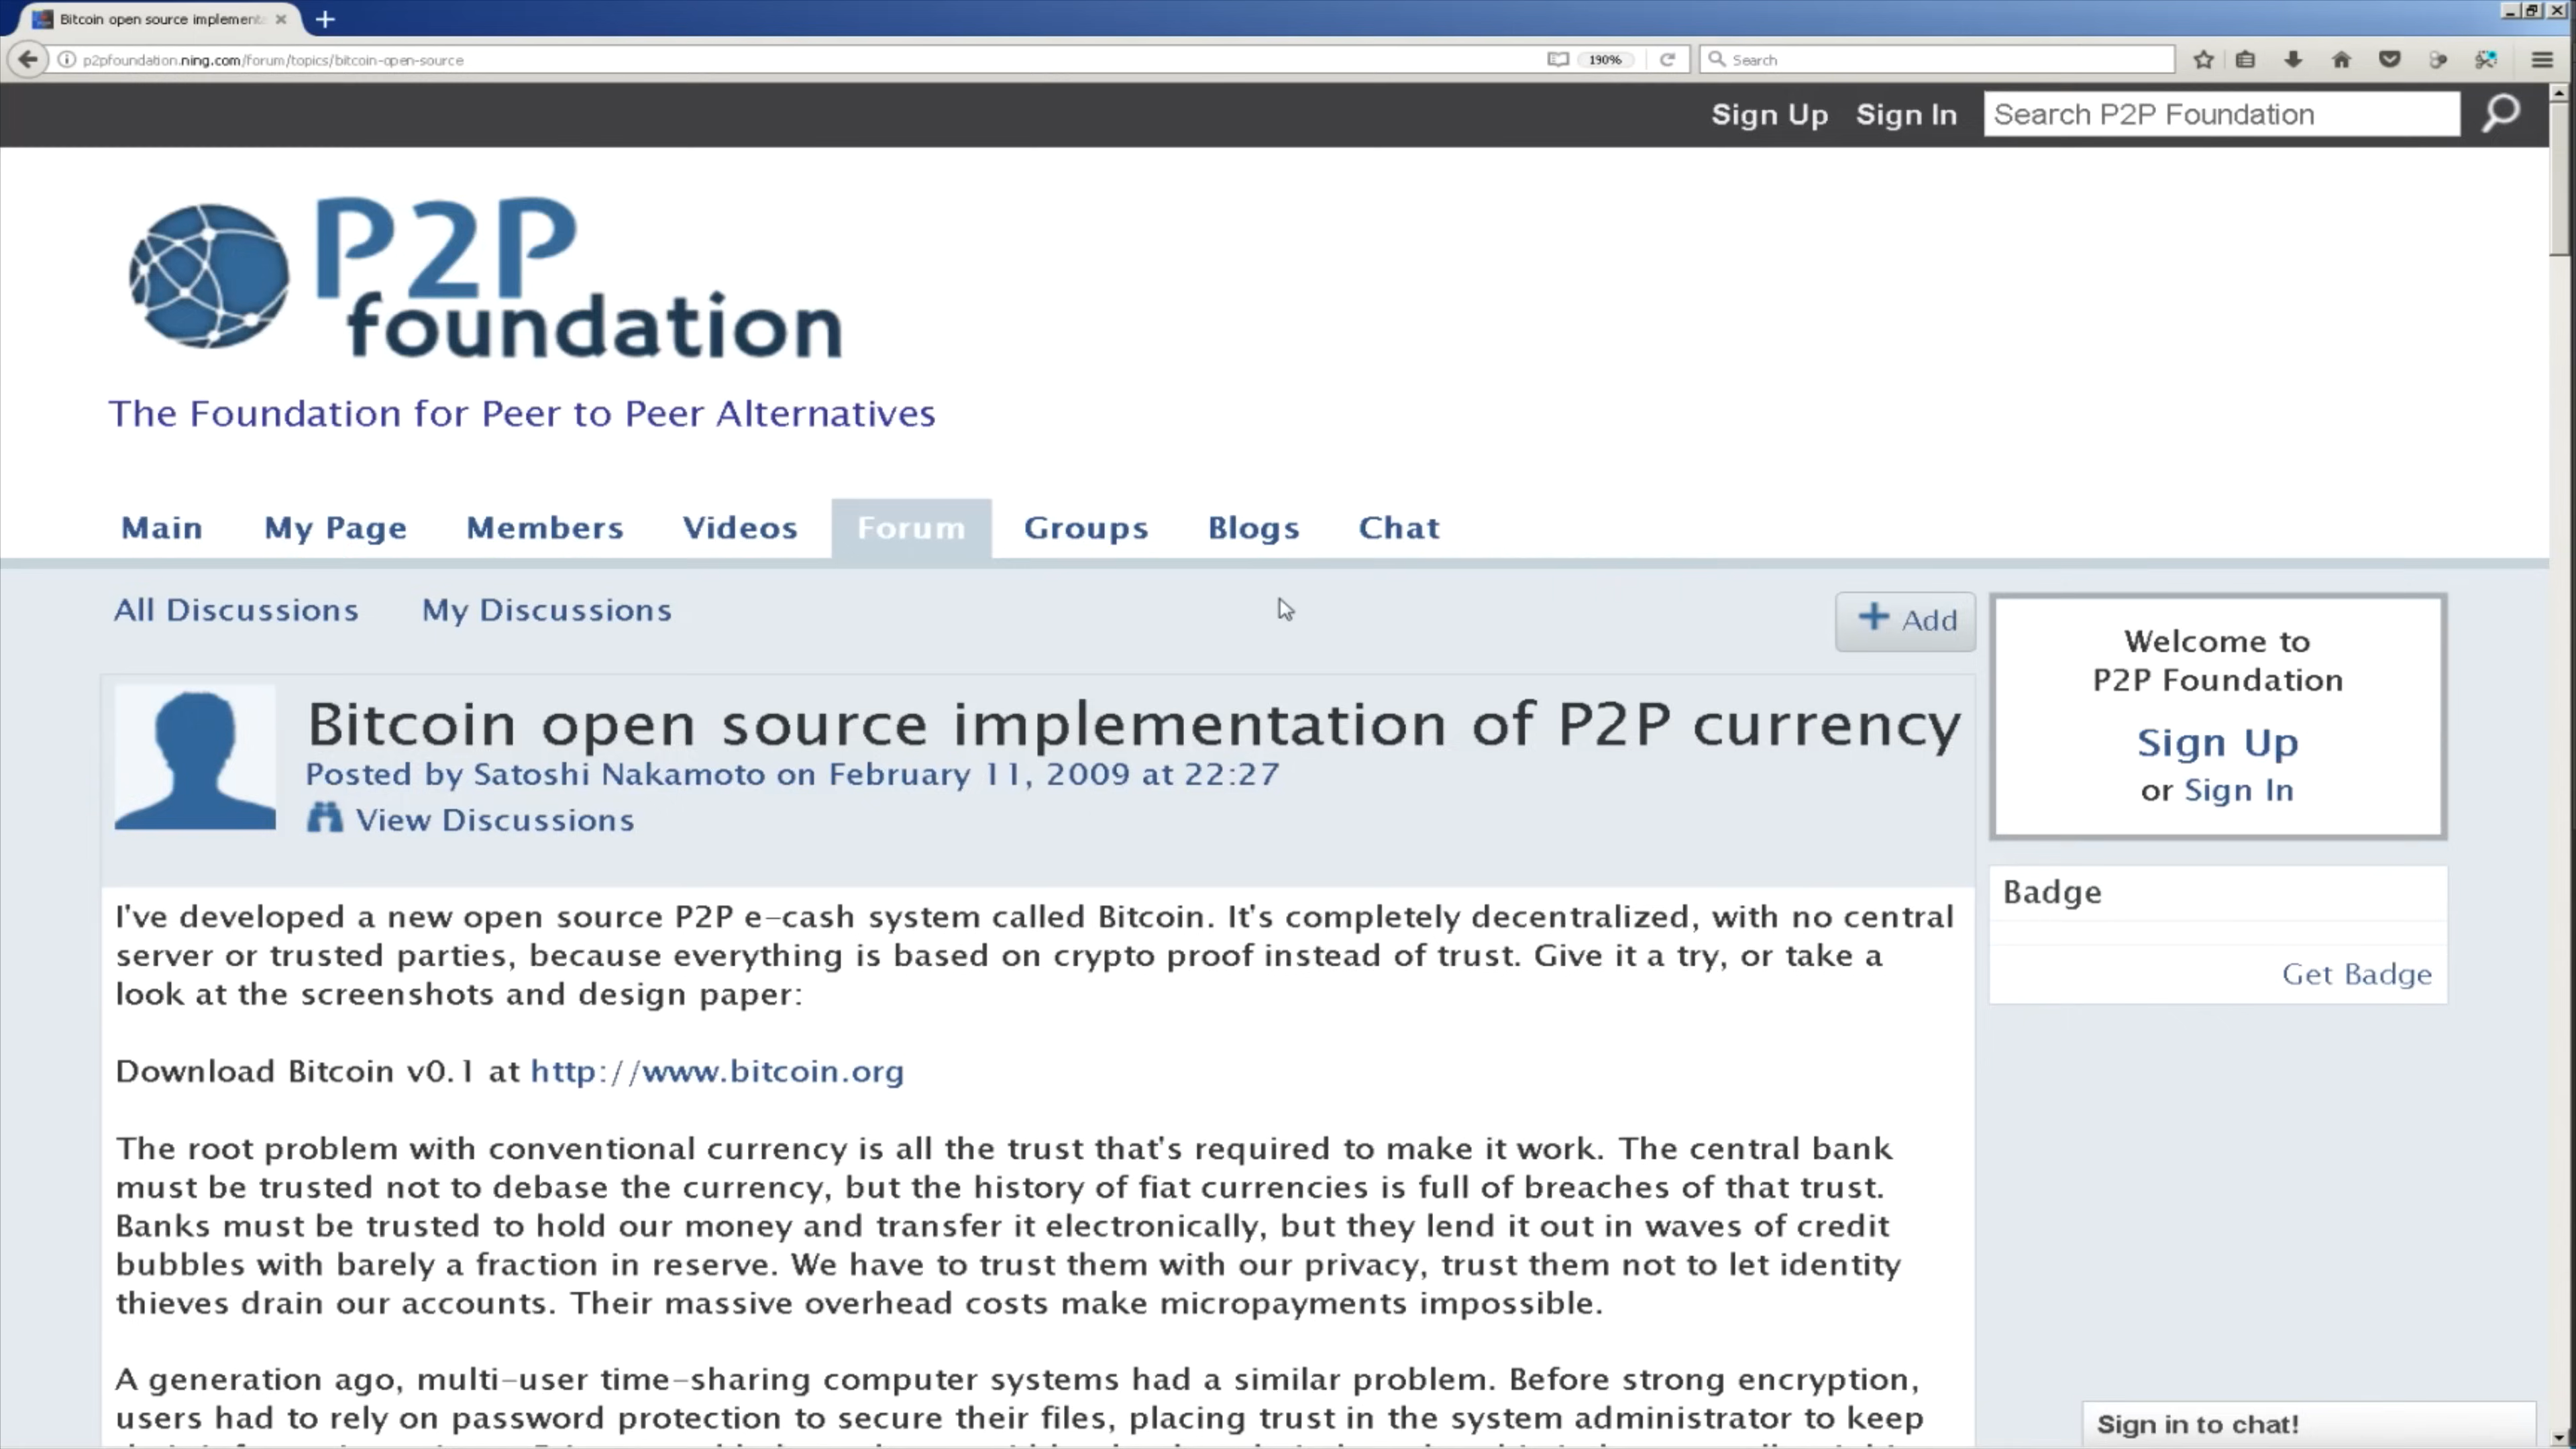 Bitcoin open source implement
p2pfoundation.ning.com/forum/topics/bitcoin-open-source
190%
Search
Sign Up
Sign In
Search P2P Foundation
P2P
foundation
The Foundation for Peer to Peer Alternatives
Main
My Page
Members
Videos
Forum
Groups
Blogs
Chat
All Discussions
My Discussions
+ Add
Bitcoin open source implementation of P2P currency
Posted by Satoshi Nakamoto on February 11, 2009 at 22:27
View Discussions
I've developed a new open source P2P e-cash system called Bitcoin. It's completely decentralized, with no central
server or trusted parties, because everything is based on crypto proof instead of trust. Give it a try, or take a
look at the screenshots and design paper:
Download Bitcoin v0.1 at http://www.bitcoin.org
The root problem with conventional currency is all the trust that's required to make it work. The central bank
must be trusted not to debase the currency, but the history of fiat currencies is full of breaches of that trust.
Banks must be trusted to hold our money and transfer it electronically, but they lend it out in waves of credit
bubbles with barely a fraction in reserve. We have to trust them with our privacy, trust them not to let identity
thieves drain our accounts. Their massive overhead costs make micropayments impossible.
A generation ago, multi-user time-sharing computer systems had a similar problem. Before strong encryption,
users had to rely on password protection to secure their files, placing trust in the system administrator to keep
Welcome to
P2P Foundation
Sign Up
or Sign In
Badge
Get Badge
Sign in to chat!